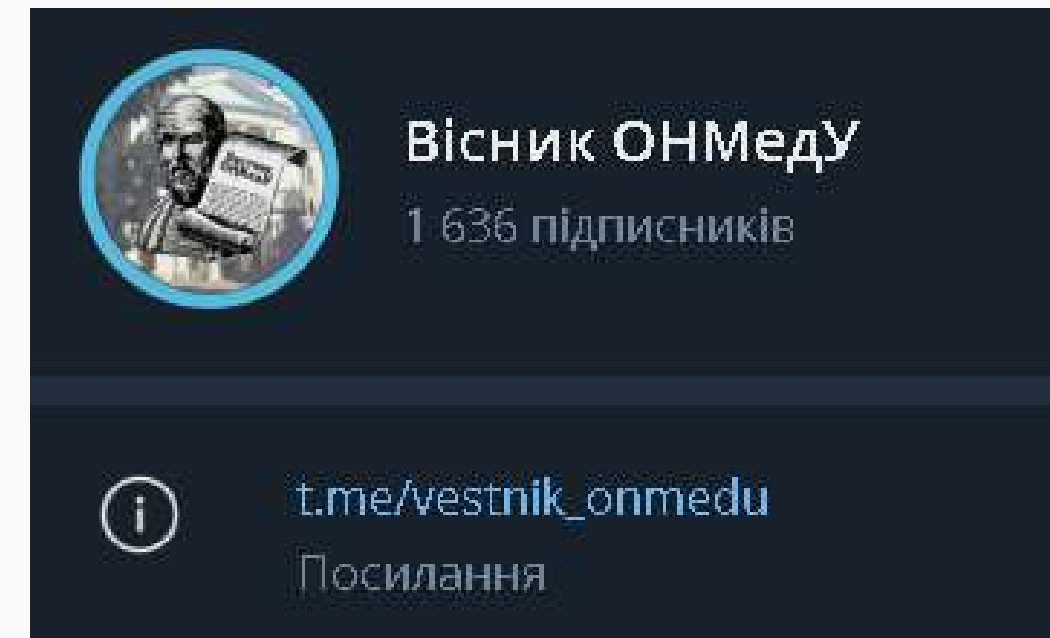 Вісник ОНМедУ
1 636 підписників
t.me/vestnik_onmedu
Посилання